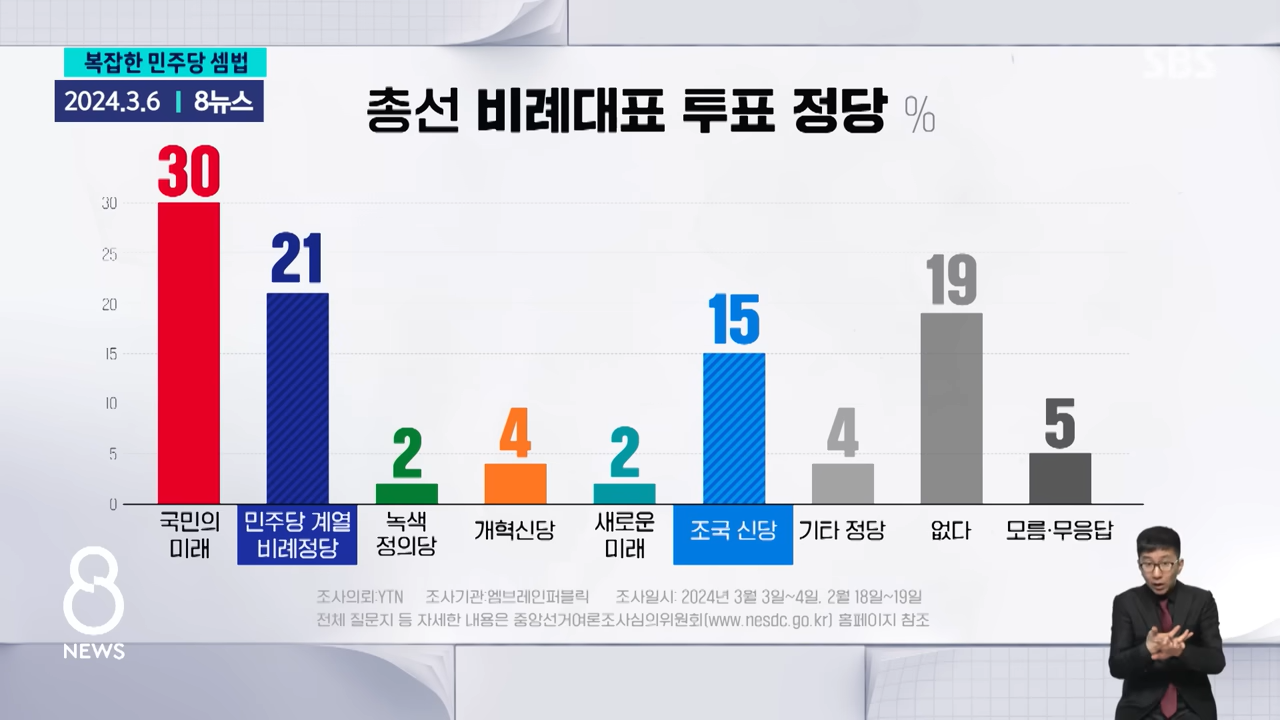 복잡한 민주당 셈법
2024.3.6 | 8뉴스
SBS
총선 비례대표 투표 정당 %
30
21
2
4
2
15
4
19
5
30
25
20
15
10
5
0
국민의
미래
민주당 계열
비례정당
녹색
정의당
개혁신당
새로운
미래
조국 신당
기타 정당
없다
모름·무응답
조사의뢰:YTN 조사기관:엠브레인퍼블릭 조사일시: 2024년 3월 3일~4일, 2월 18일~19일
전체 질문지 등 자세한 내용은 중앙선거여론조사심의위원회(www.nesdc.go.kr) 홈페이지 참조
8
NEWS